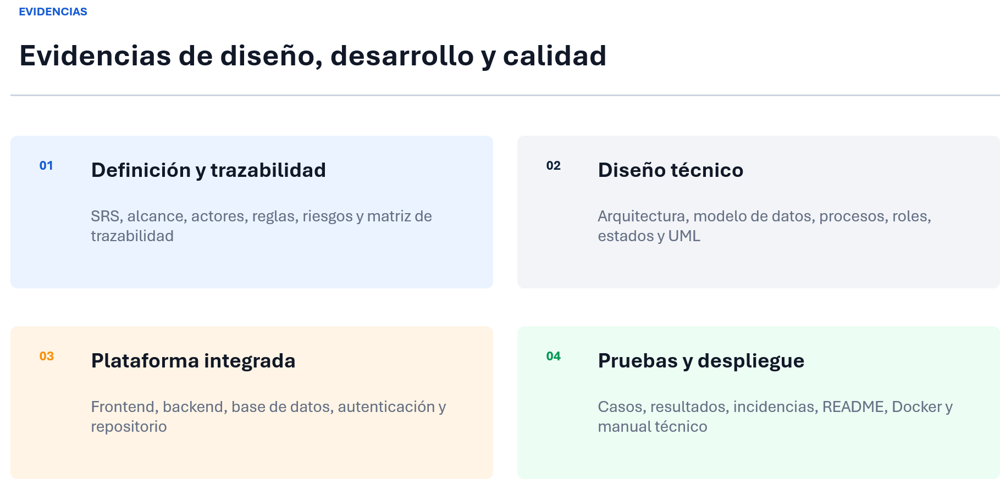 EVIDENCIAS
Evidencias de diseño, desarrollo y calidad
01
Definición y trazabilidad
SRS, alcance, actores, reglas, riesgos y matriz de
trazabilidad
02
Diseño técnico
Arquitectura, modelo de datos, procesos, roles,
estados y UML
03
Plataforma integrada
Frontend, backend, base de datos, autenticación y
repositorio
04
Pruebas y despliegue
Casos, resultados, incidencias, README, Docker y
manual técnico